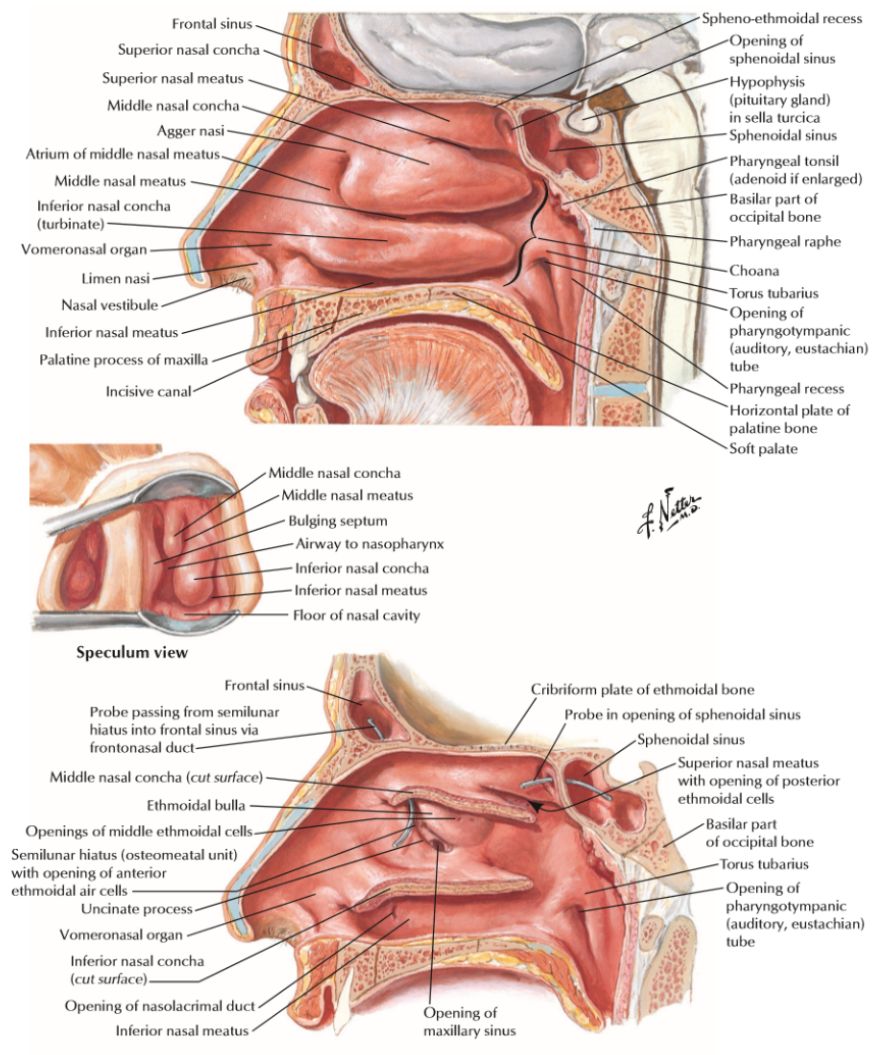 Frontal sinus
Superior nasal concha
Superior nasal meatus
Middle nasal concha
Agger nasi
Atrium of middle nasal meatus
Middle nasal meatus
Inferior nasal concha
(turbinate)
Vomeronasal organ
Limen nasi
Nasal vestibule
Inferior nasal meatus
Palatine process of maxilla
Incisive canal
Spheno-ethmoidal recess
Opening of
sphenoidal sinus
Hypophysis
(pituitary gland)
in sella turcica
Sphenoidal sinus
Pharyngeal tonsil
(adenoid if enlarged)
Basilar part of
occipital bone
Pharyngeal raphe
Choana
Torus tubarius
Opening of
pharyngotympanic
(auditory, eustachian)
tube
Pharyngeal recess
Horizontal plate of
palatine bone
Soft palate
Middle nasal concha
Middle nasal meatus
Bulging septum
Airway to nasopharynx
Inferior nasal concha
Inferior nasal meatus
Floor of nasal cavity
Speculum view
F. Netter
M.D.
Frontal sinus
Probe passing from semilunar
hiatus into frontal sinus via
frontonasal duct
Middle nasal concha (cut surface)
Ethmoidal bulla
Openings of middle ethmoidal cells
Semilunar hiatus (osteomeatal unit)
with opening of anterior
ethmoidal air cells
Uncinate process
Vomeronasal organ
Inferior nasal concha
(cut surface)
Opening of nasolacrimal duct
Inferior nasal meatus
Opening of
maxillary sinus
Cribriform plate of ethmoidal bone
Probe in opening of sphenoidal sinus
Sphenoidal sinus
Superior nasal meatus
with opening of posterior
ethmoidal cells
Basilar part
of occipital bone
Torus tubarius
Opening of
pharyngotympanic
(auditory, eustachian)
tube